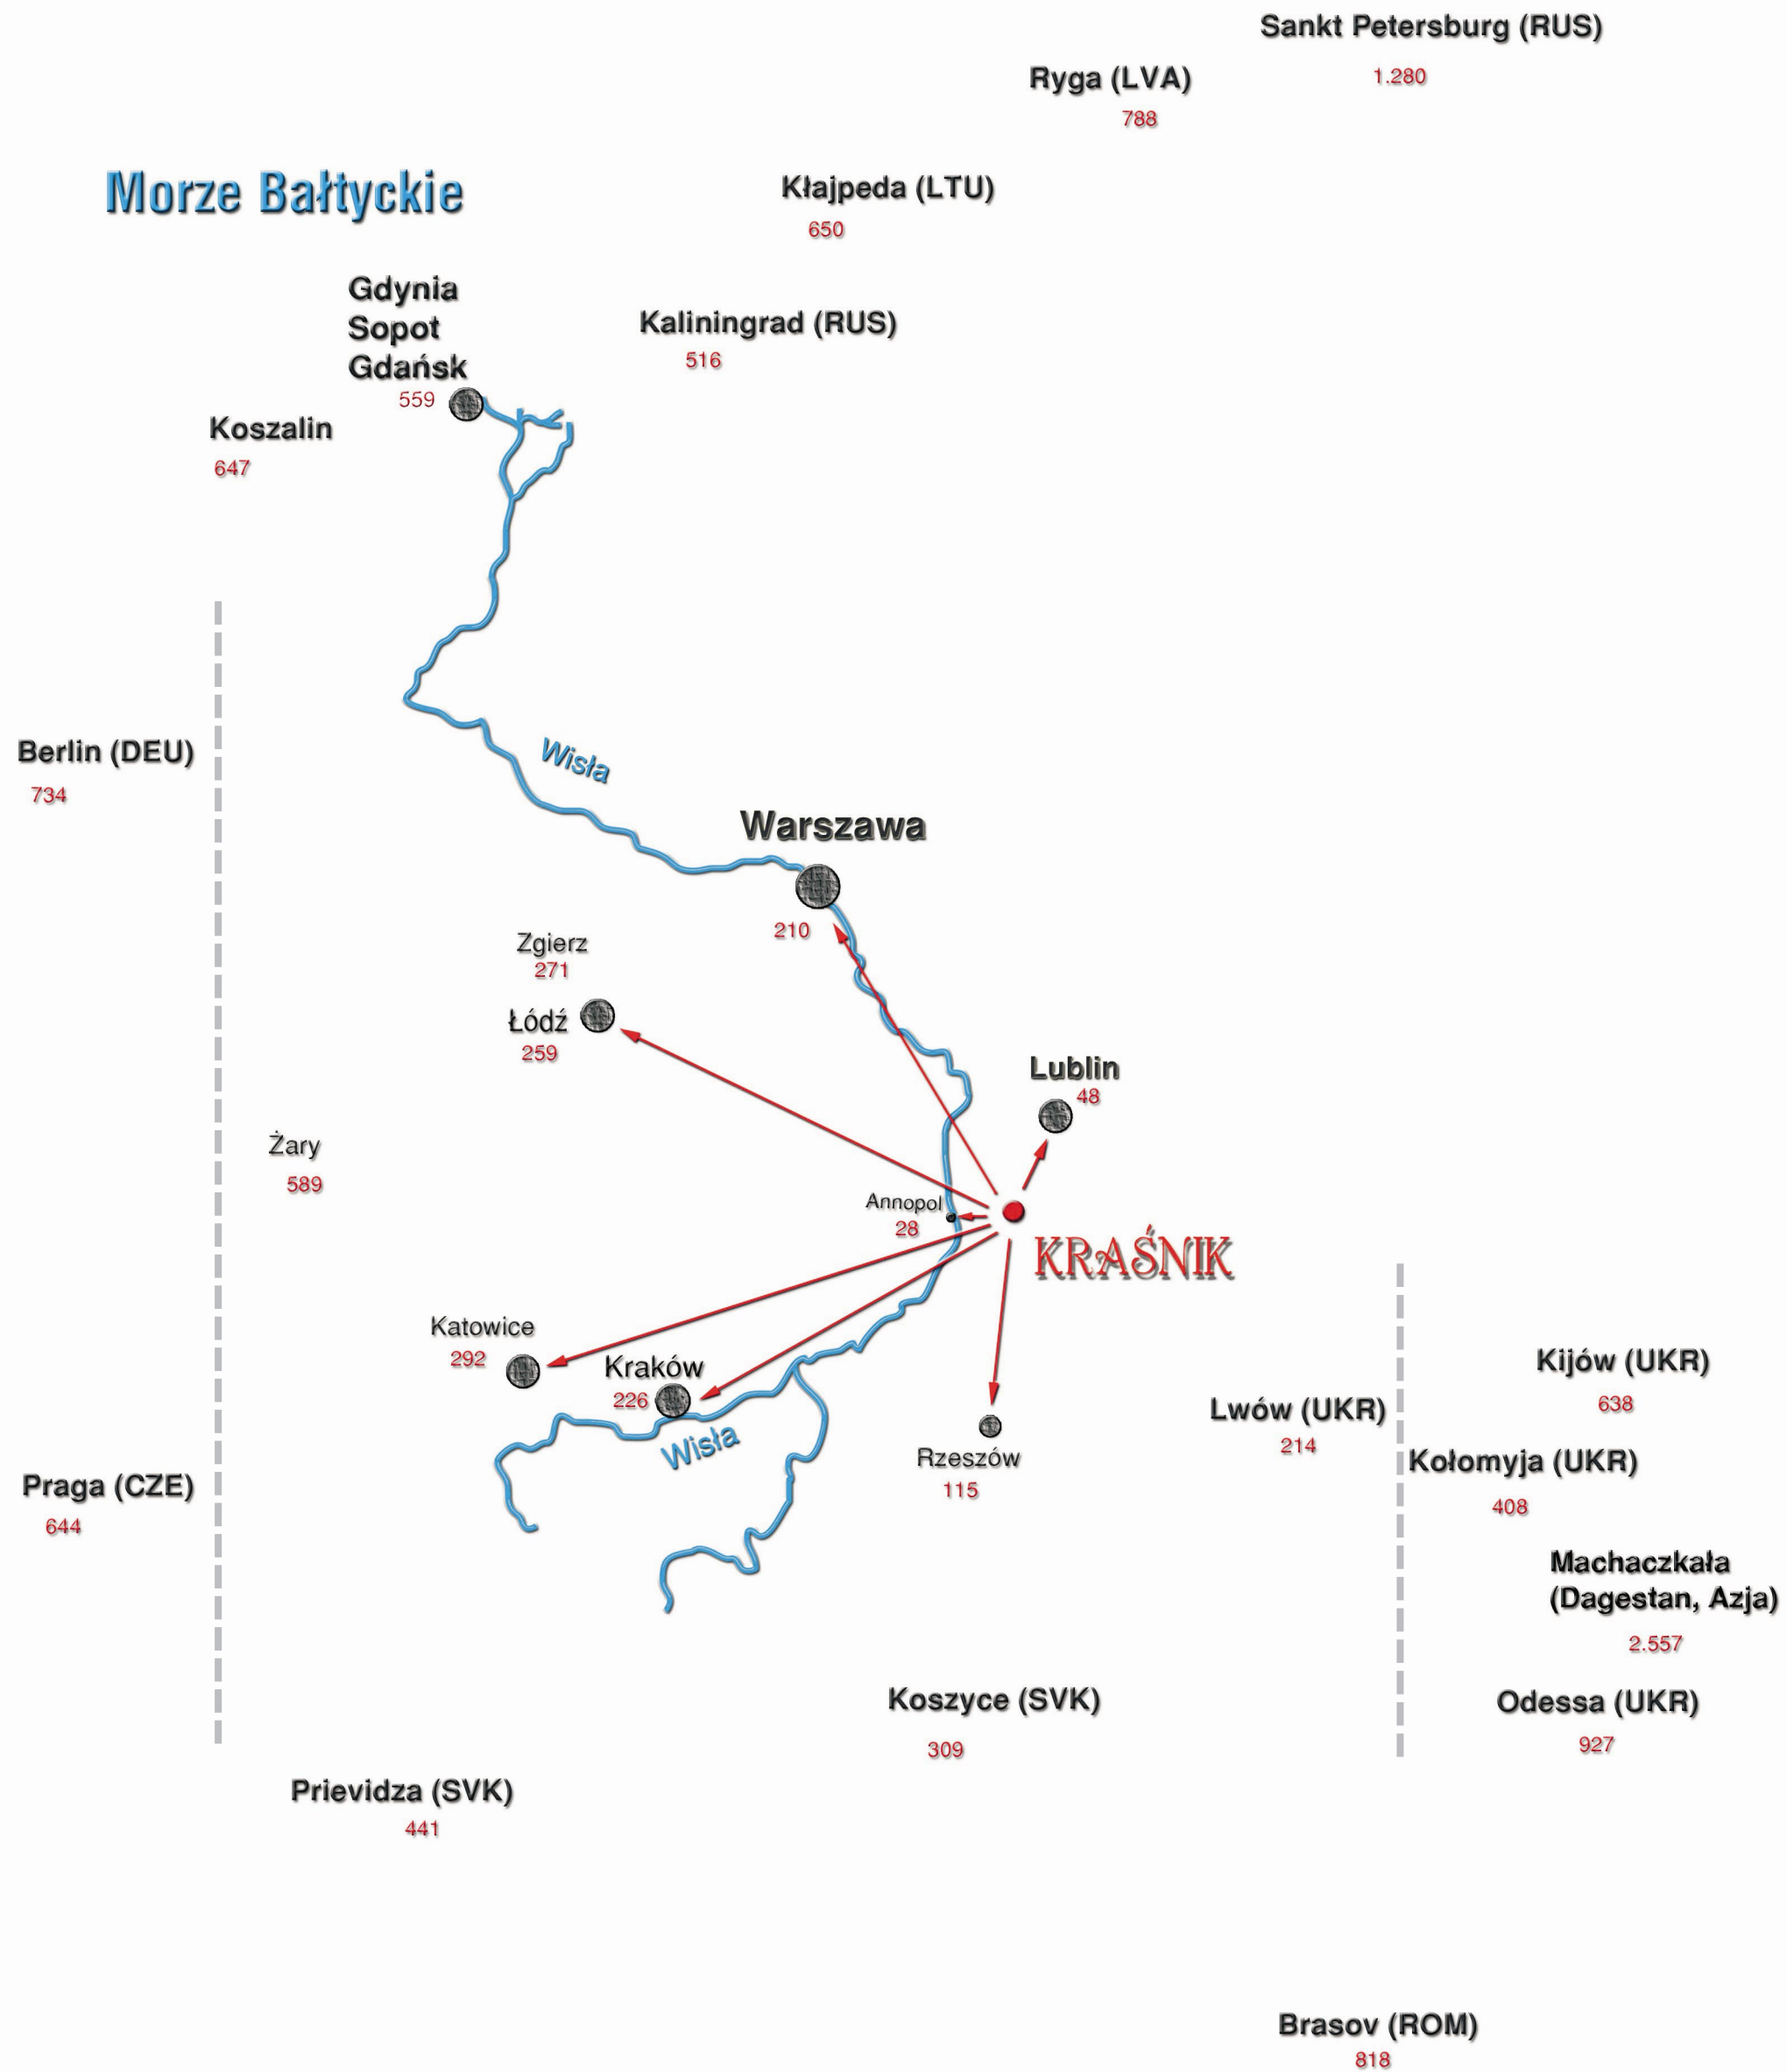 Sankt Petersburg (RUS)
1.280
Ryga (LVA)
788
Morze Bałtyckie
Kłajpeda (LTU)
650
Gdynia
Sopot
Gdańsk
559
Kaliningrad (RUS)
516
Koszalin
647
Berlin (DEU)
734
Wisła
Warszawa
210
Zgierz
271
Łódź
259
Lublin
48
Żary
589
Annopol
28
KRAŚNIK
Katowice
292
Kraków
226
Wisła
Rzeszów
115
Lwów (UKR)
214
Kijów (UKR)
638
Kołomyja (UKR)
408
Praga (CZE)
644
Machaczkała
(Dagestan, Azja)
2.557
Koszyce (SVK)
309
Odessa (UKR)
927
Prievidza (SVK)
441
Brasov (ROM)
818